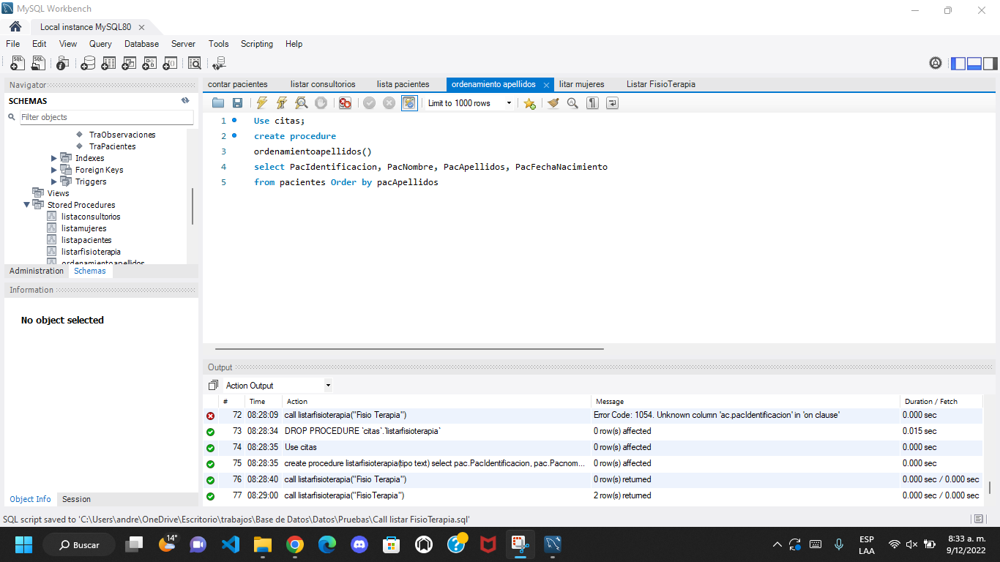 MySQL Workbench
Local instance MySQL80
File Edit View Query Database Server Tools Scripting Help
Navigator
SCHEMAS
Filter objects
TraObservaciones
TraPacientes
Indexes
Foreign Keys
Triggers
Views
Stored Procedures
listaconsultorios
listamujeres
listapacientes
listarfisioterapia
ordenamientoapellidos
Administration Schemas
Information
No object selected
Object Info Session
contar pacientes listar consultorios lista pacientes ordenamiento apellidos litar mujeres Listar FisioTerapia
Limit to 1000 rows
1 Use citas;
2 create procedure
3 ordenamientoapellidos()
4 select PacIdentificacion, PacNombre, PacApellidos, PacFechaNacimiento
5 from pacientes Order by pacApellidos
Output
Action Output
# Time Action Message Duration / Fetch
72 08:28:09 call listarfisioterapia("Fisio Terapia") Error Code: 1054. Unknown column 'ac.pacIdentificacion' in 'on clause' 0.000 sec
73 08:28:34 DROP PROCEDURE `citas`.`listarfisioterapia` 0 row(s) affected 0.015 sec
74 08:28:35 Use citas 0 row(s) affected 0.000 sec
75 08:28:35 create procedure listarfisioterapia(tipo text) select pac.PacIdentificacion, pac.Pacnom... 0 row(s) affected 0.000 sec
76 08:28:40 call listarfisioterapia("Fisio Terapia") 0 row(s) returned 0.000 sec / 0.000 sec
77 08:29:00 call listarfisioterapia("FisioTerapia") 2 row(s) returned 0.000 sec / 0.000 sec
SQL script saved to 'C:\Users\andre\OneDrive\Escritorio\trabajos\Base de Datos\Datos\Pruebas\Call listar FisioTerapia.sql'
Buscar
14°
ESP
LAA
8:33 a. m.
9/12/2022